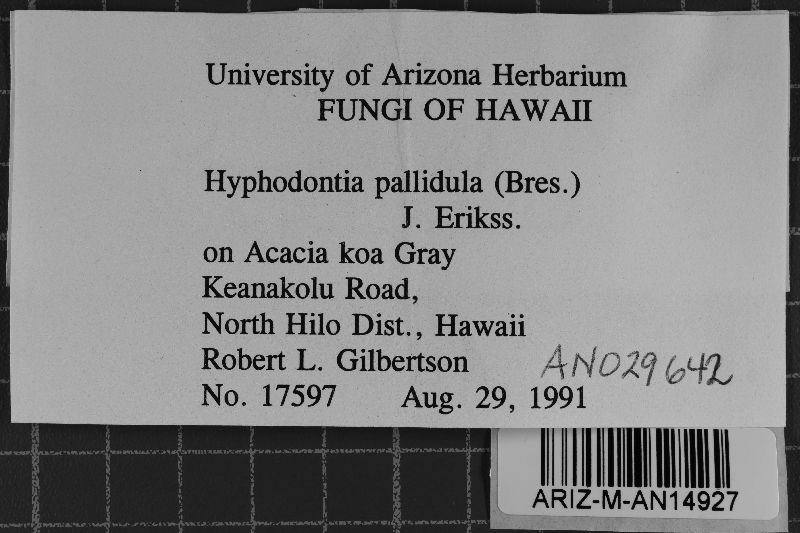 University of Arizona Herbarium
FUNGI OF HAWAII
Hyphodontia pallidula (Bres.)
J. Erikss.
on Acacia koa Gray
Keanakolu Road,
North Hilo Dist., Hawaii
Robert L. Gilbertson
AN029642
No. 17597 Aug. 29, 1991
ARIZ-M-AN14927